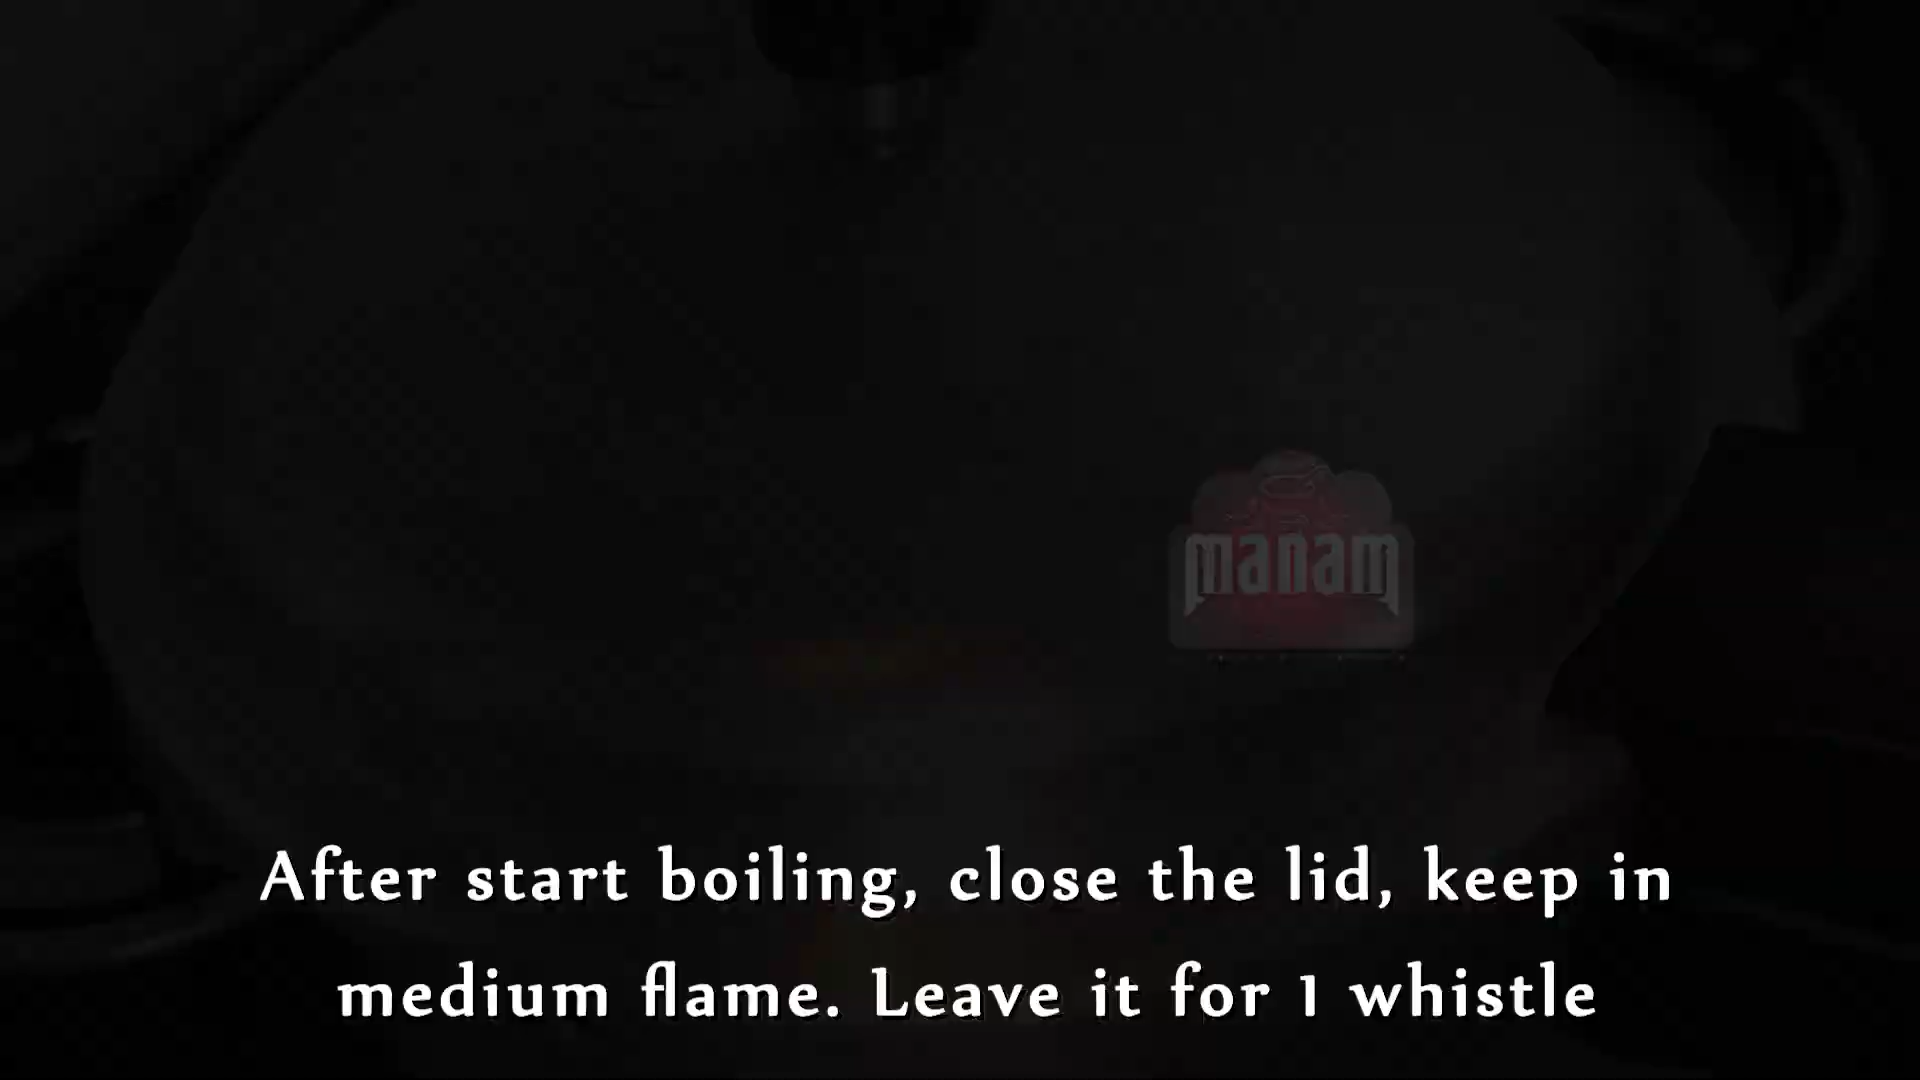 manam
After start boiling, close the lid, keep in
medium flame. Leave it for 1 whistle